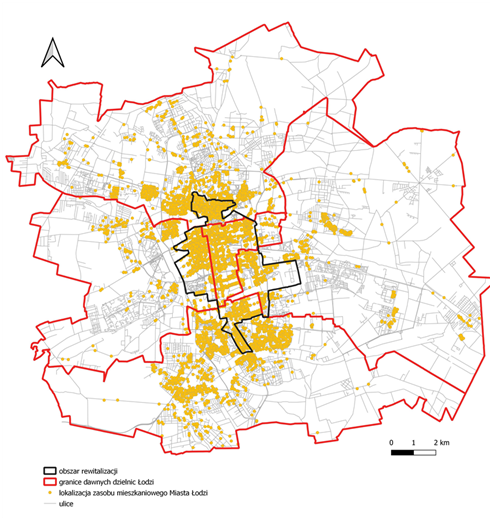 0 1 2 km
obszar rewitalizacji
granice dawnych dzielnic Łodzi
lokalizacja zasobu mieszkaniowego Miasta Łodzi
ulice